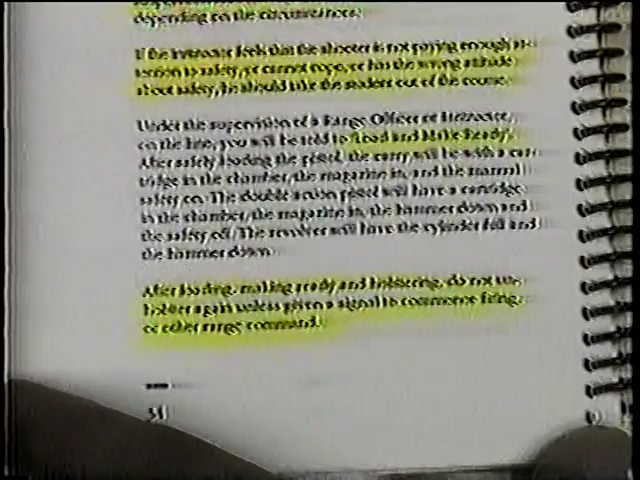 depending on the circumstances.
If the instructor feels that the shooter is not paying enough at-
tention to safety, or cannot cope, or has the wrong attitude
about safety, he should take the student out of the course.
Under the supervision of a Range Officer or Instructor,
on the line, you will be told to "Load and Make Ready".
After safely loading the pistol, the carry will be with a car-
tridge in the chamber, the magazine in, and the manual
safety on. The double action pistol will have a cartridge
in the chamber, the magazine in, the hammer down and
the safety off. The revolver will have the cylinder full and
the hammer down.
After loading, making ready and holstering, do not un-
holster again unless given a signal to commence firing,
or other range command.